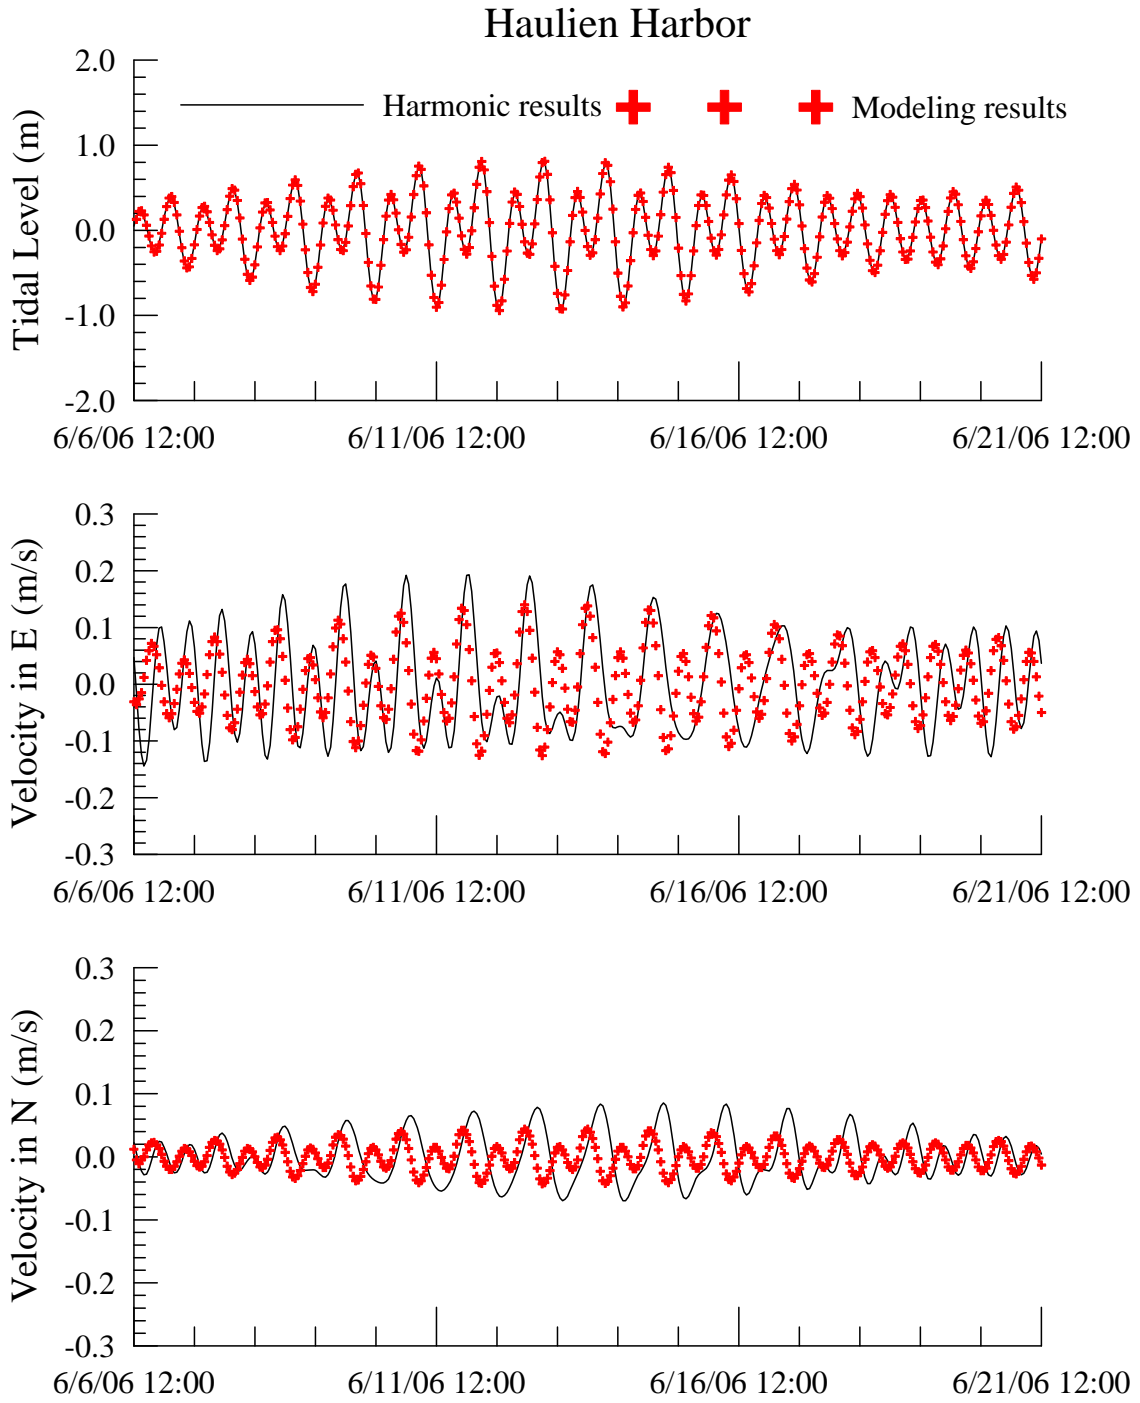 Haulien Harbor
Harmonic results
Modeling results
Tidal Level (m)
2.0
1.0
0.0
-1.0
-2.0
6/6/06 12:00 6/11/06 12:00 6/16/06 12:00 6/21/06 12:00
Velocity in E (m/s)
0.3
0.2
0.1
0.0
-0.1
-0.2
-0.3
6/6/06 12:00 6/11/06 12:00 6/16/06 12:00 6/21/06 12:00
Velocity in N (m/s)
0.3
0.2
0.1
0.0
-0.1
-0.2
-0.3
6/6/06 12:00 6/11/06 12:00 6/16/06 12:00 6/21/06 12:00